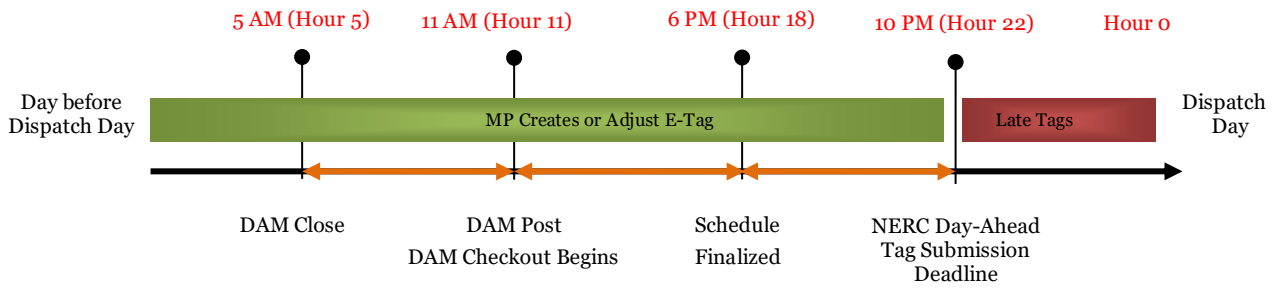 5 AM (Hour 5)
11 AM (Hour 11)
6 PM (Hour 18)
10 PM (Hour 22)
Hour 0
Day before
Dispatch Day
MP Creates or Adjust E-Tag
Late Tags
Dispatch
Day
DAM Close
DAM Post
DAM Checkout Begins
Schedule
Finalized
NERC Day-Ahead
Tag Submission
Deadline